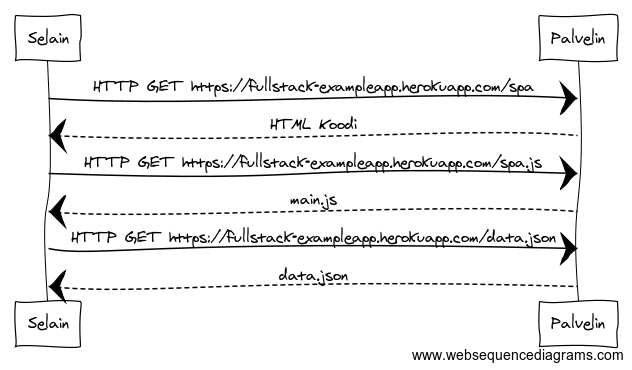 Selain
Palvelin
HTTP GET https://fullstack-exampleapp.herokuapp.com/spa
HTML koodi
HTTP GET https://fullstack-exampleapp.herokuapp.com/spa.js
main.js
HTTP GET https://fullstack-exampleapp.herokuapp.com/data.json
data.json
Selain
Palvelin
www.websequencediagrams.com